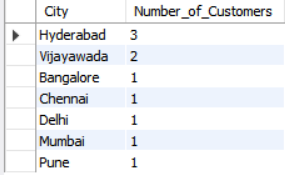 City Number_of_Customers
Hyderabad 3
Vijayawada 2
Bangalore 1
Chennai 1
Delhi 1
Mumbai 1
Pune 1